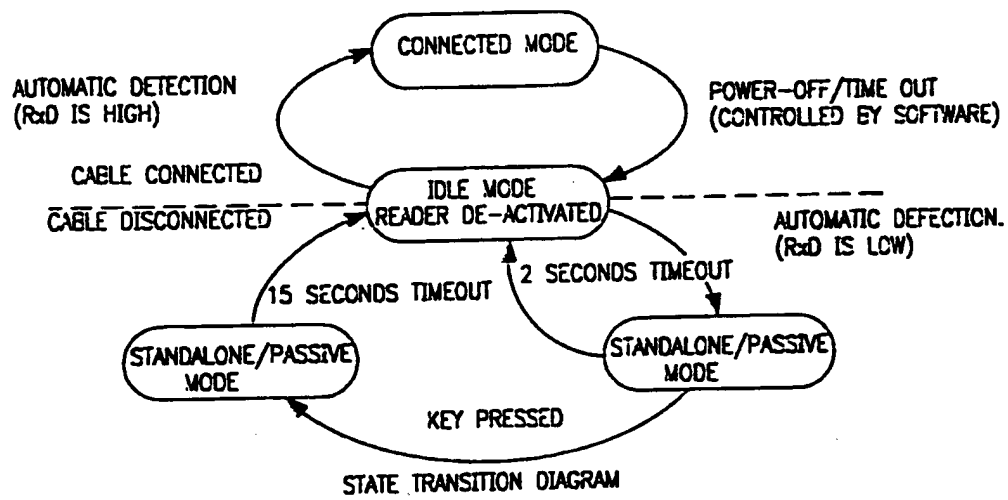 CONNECTED MODE
AUTOMATIC DETECTION
(RxD IS HIGH)
POWER-OFF/TIME OUT
(CONTROLLED BY SOFTWARE)
CABLE CONNECTED
IDLE MODE
READER DE-ACTIVATED
CABLE DISCONNECTED
AUTOMATIC DEFECTION.
(RxD IS LOW)
15 SECONDS TIMEOUT
2 SECONDS TIMEOUT
STANDALONE/PASSIVE
MODE
STANDALONE/PASSIVE
MODE
KEY PRESSED
STATE TRANSITION DIAGRAM